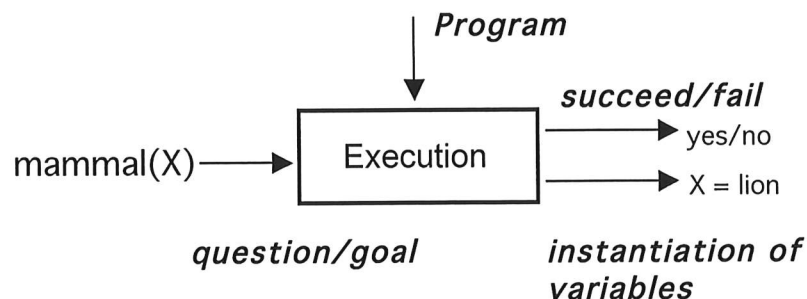 Program
succeed/fail
yes/no
mammal(X)
Execution
X = lion
question/goal
instantiation of
variables